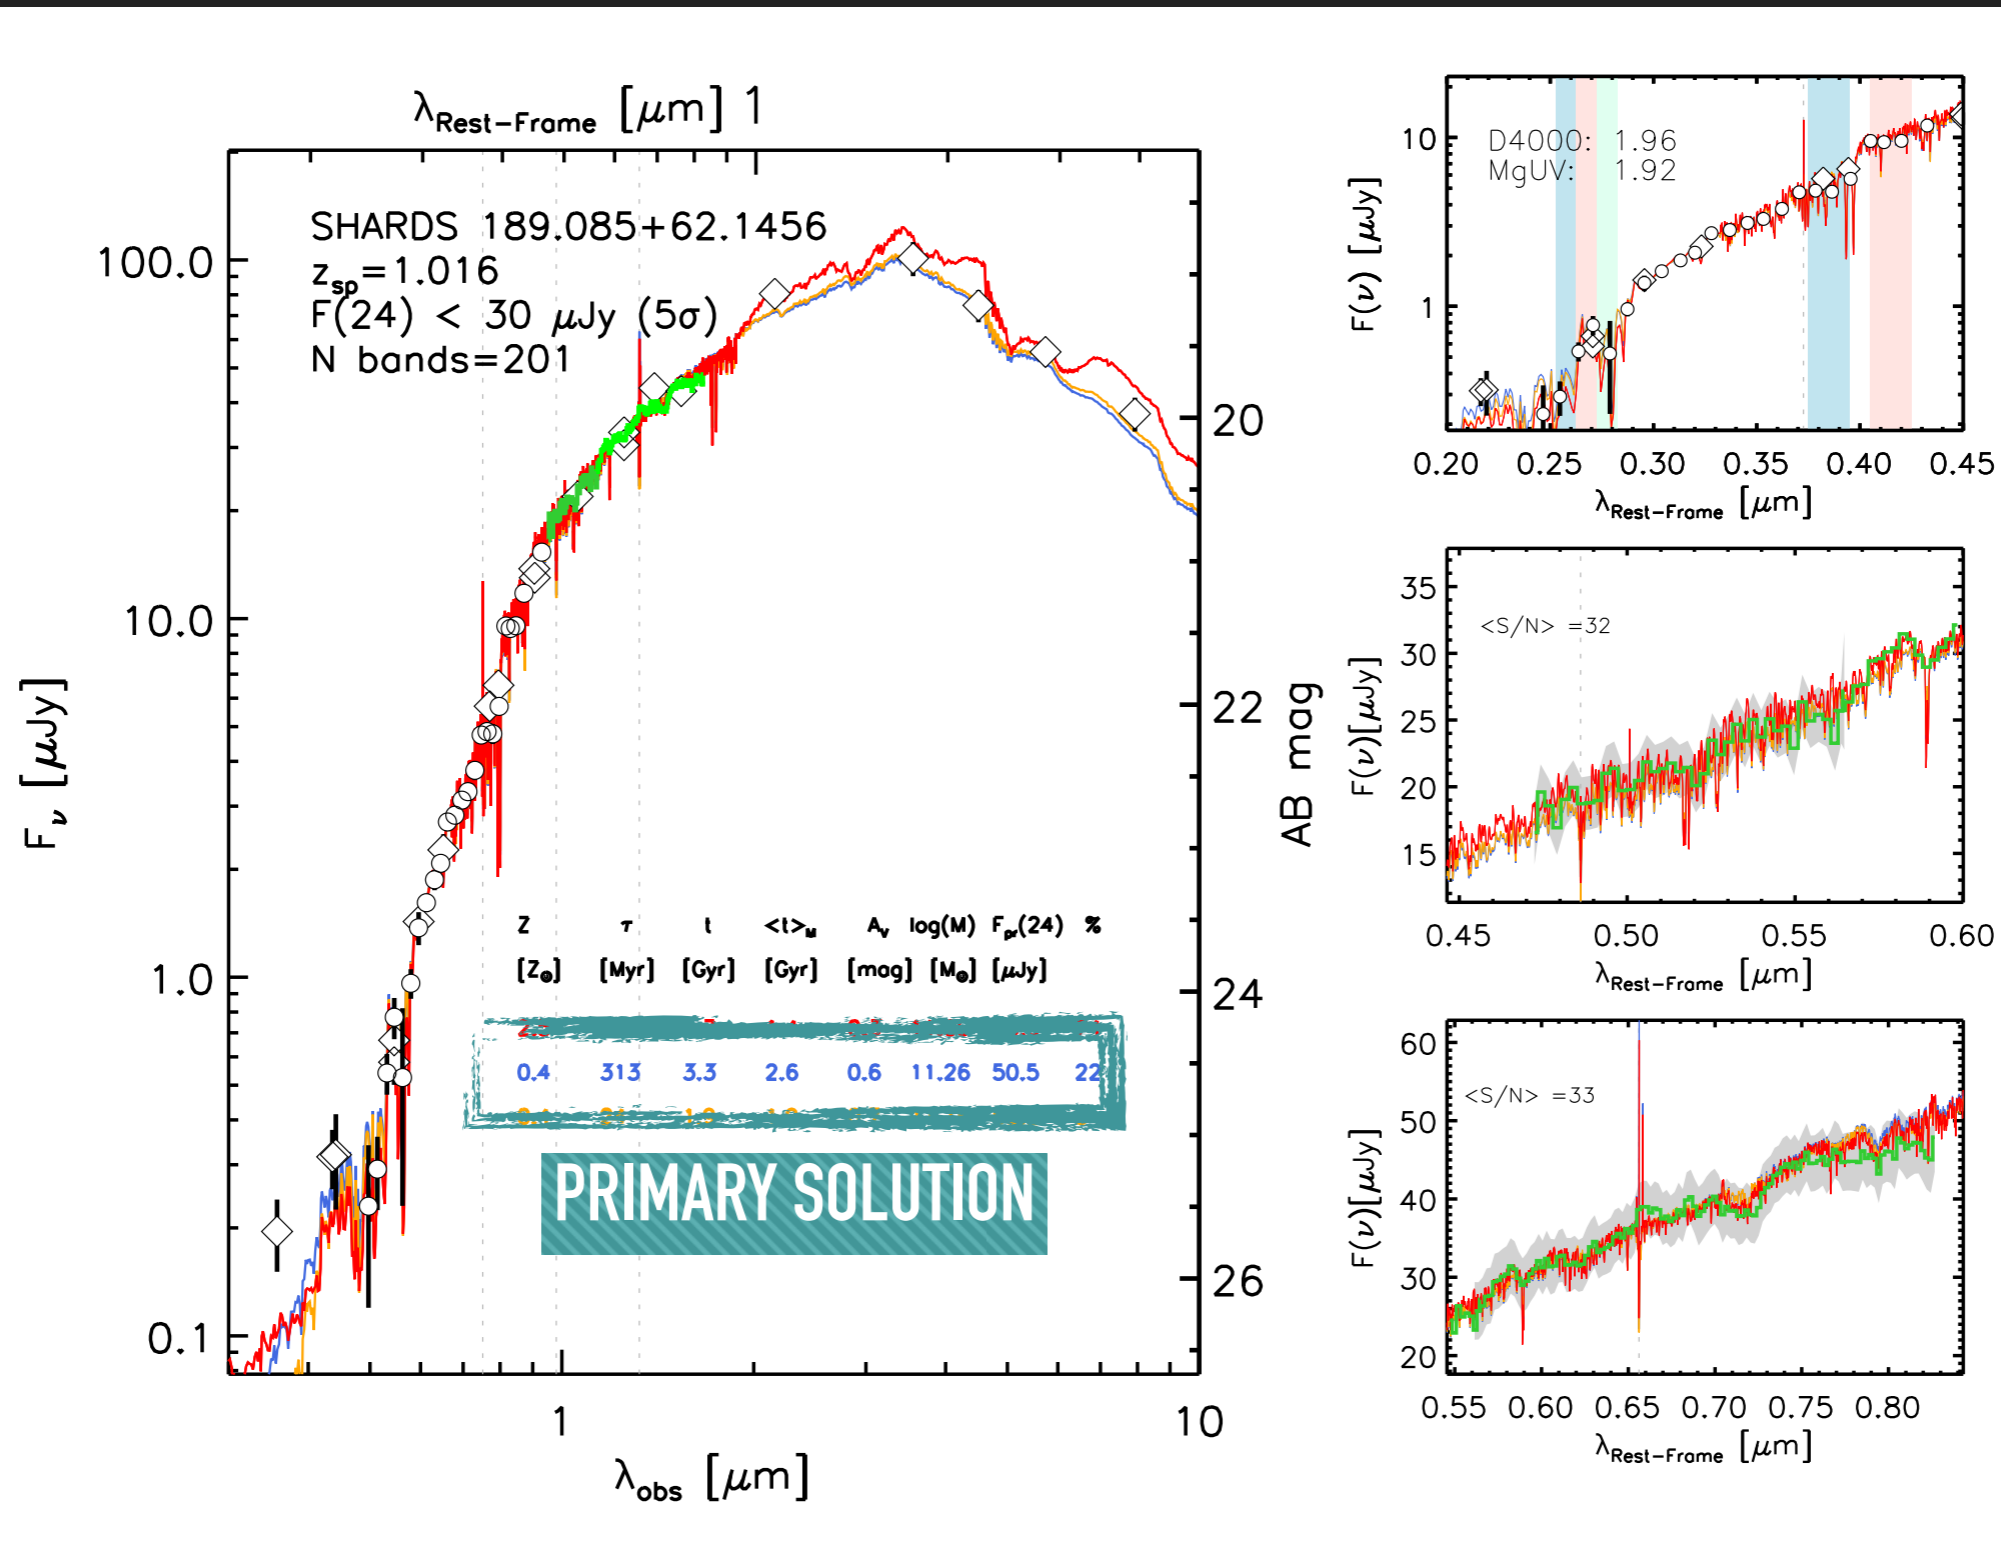 λRest-Frame [μm] 1
SHARDS 189.085+62.1456
zsp=1.016
F(24) < 30 μJy (5σ)
N bands=201
100.0
10.0
1.0
0.1
Fν [μJy]
20
22
24
26
AB mag
Z τ t <t>M Av log(M) Fpr(24) %
[Z⊙] [Myr] [Gyr] [Gyr] [mag] [M⊙] [μJy]
0.4 313 3.3 2.6 0.6 11.26 50.5 22
PRIMARY SOLUTION
1 10
λobs [μm]
D4000: 1.96
MgUV: 1.92
10
1
F(ν) [μJy]
0.20 0.25 0.30 0.35 0.40 0.45
λRest-Frame [μm]
<S/N> =32
35
30
25
20
15
F(ν)[μJy]
0.45 0.50 0.55 0.60
λRest-Frame [μm]
<S/N> =33
60
50
40
30
20
F(ν)[μJy]
0.55 0.60 0.65 0.70 0.75 0.80
λRest-Frame [μm]